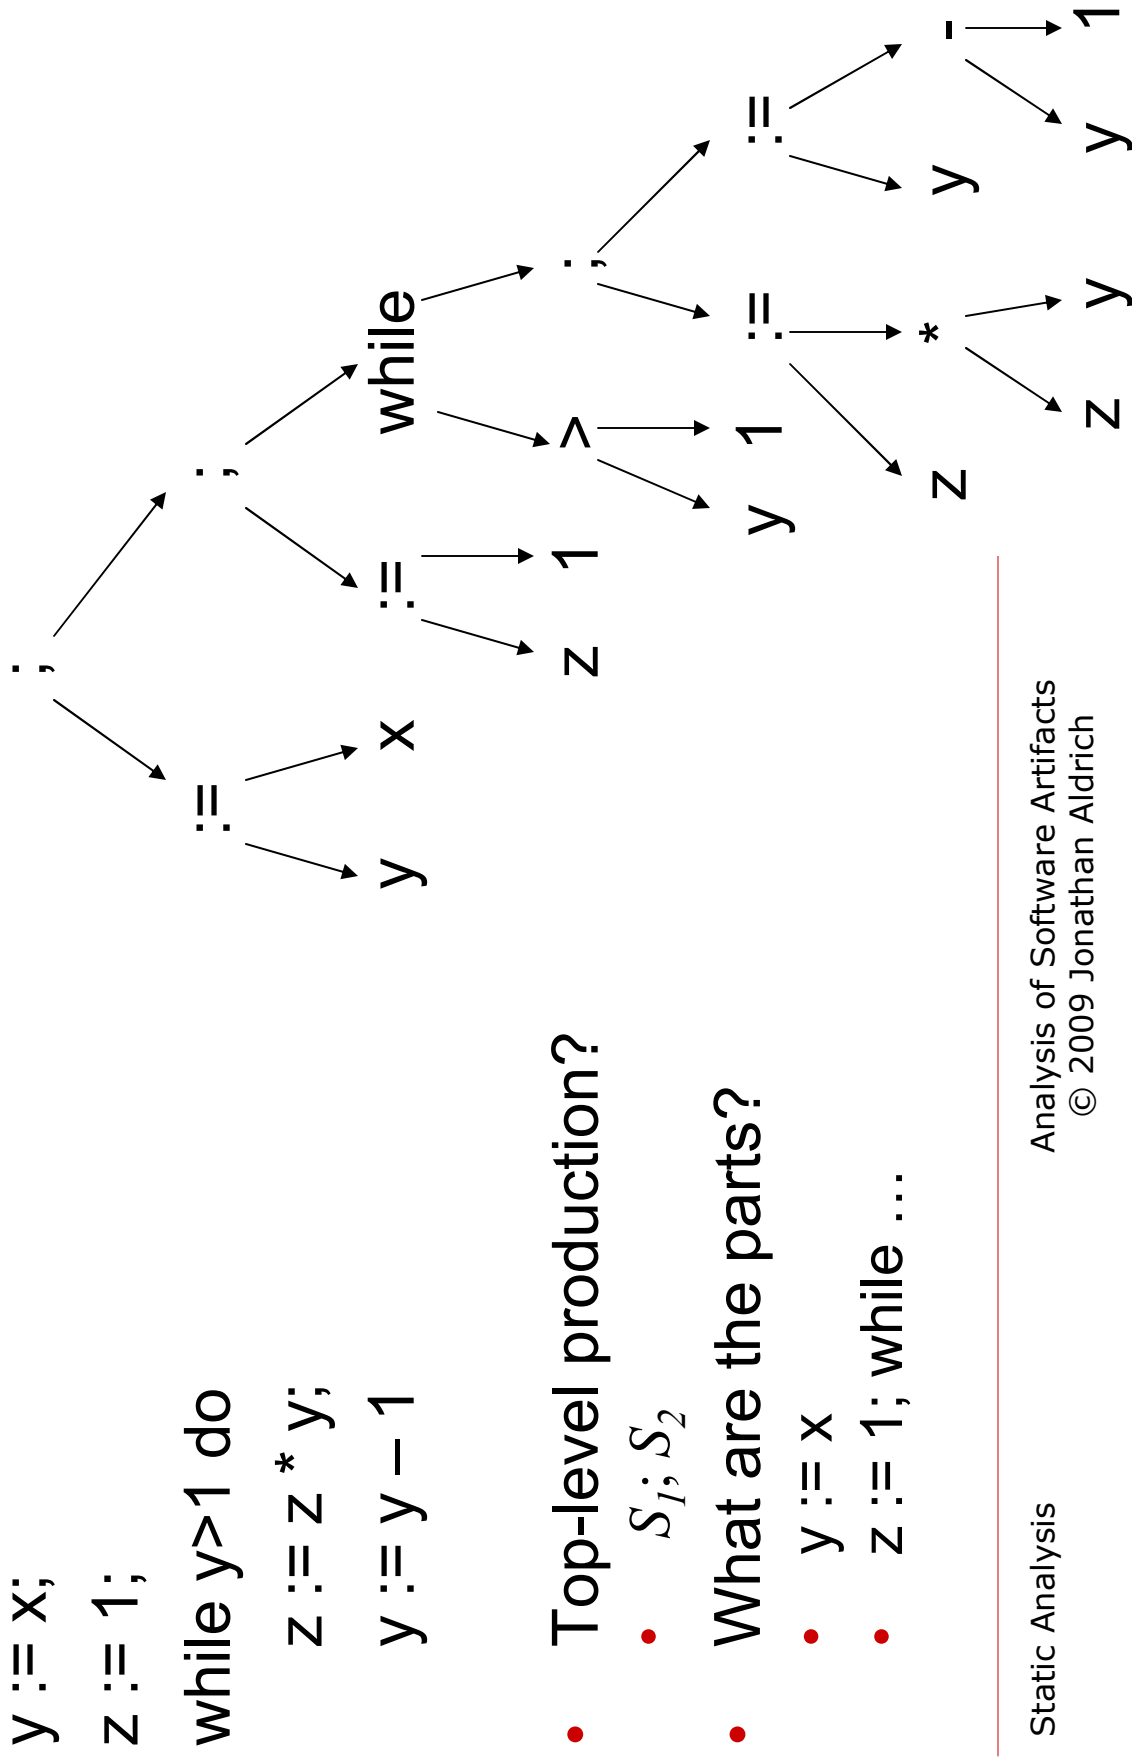 y := x;
z := 1;
while y>1 do
z := z * y;
y := y – 1
• Top-level production?
• S1; S2
• What are the parts?
• y := x
• z := 1; while …
;
:= ;
y x := while
z 1 > ;
y 1 := :=
z * y -
z y y 1
Static Analysis
Analysis of Software Artifacts
© 2009 Jonathan Aldrich